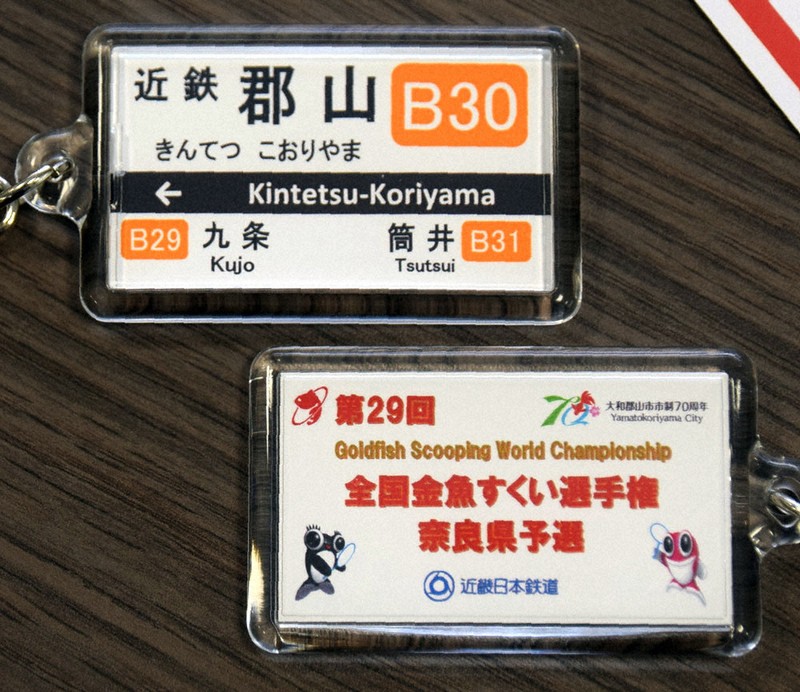 近鉄 郡山 B30
きんてつ こおりやま
← Kintetsu-Koriyama
B29 九条 筒井 B31
Kujo Tsutsui
第29回
70 大和郡山市市制70周年
Yamatokoriyama City
Goldfish Scooping World Championship
全国金魚すくい選手権
奈良県予選
近畿日本鉄道